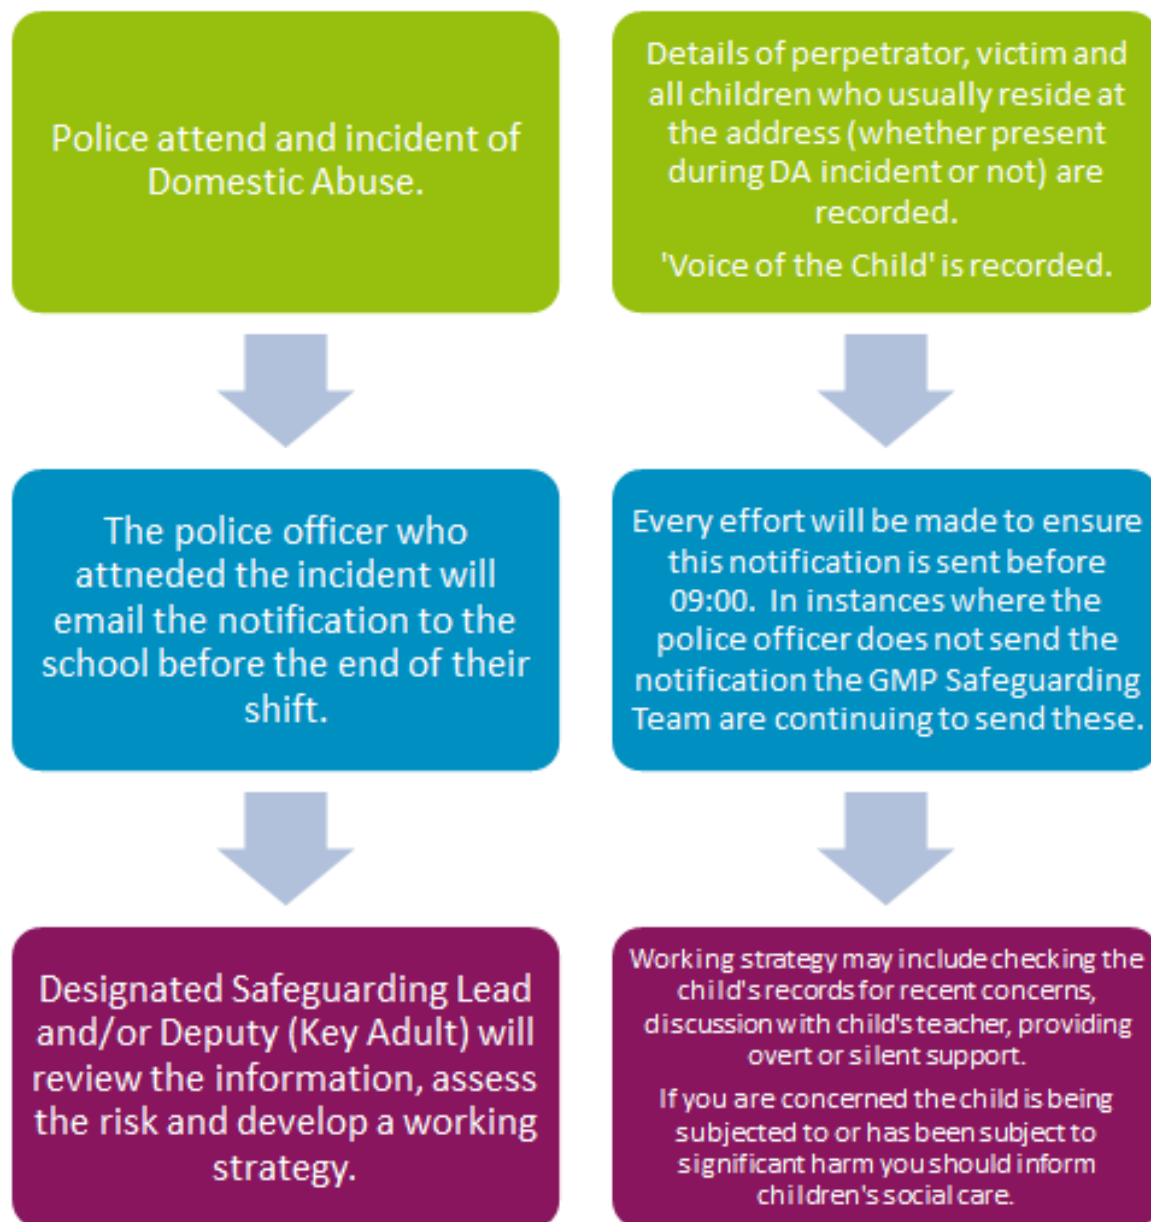 Police attend and incident of
Domestic Abuse.
Details of perpetrator, victim and
all children who usually reside at
the address (whether present
during DA incident or not) are
recorded.
'Voice of the Child' is recorded.
The police officer who
attneded the incident will
email the notification to the
school before the end of their
shift.
Every effort will be made to ensure
this notification is sent before
09:00. In instances where the
police officer does not send the
notification the GMP Safeguarding
Team are continuing to send these.
Designated Safeguarding Lead
and/or Deputy (Key Adult) will
review the information, assess
the risk and develop a working
strategy.
Working strategy may include checking the
child's records for recent concerns,
discussion with child's teacher, providing
overt or silent support.
If you are concerned the child is being
subjected to or has been subject to
significant harm you should inform
children's social care.